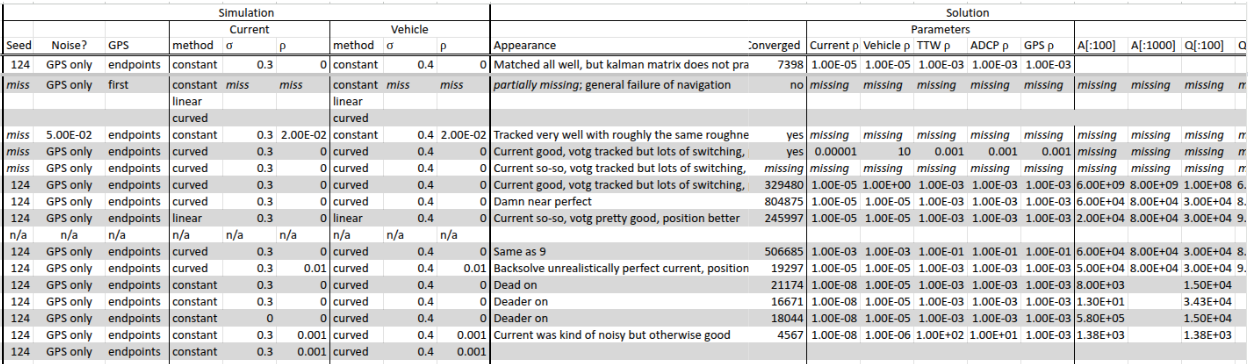 Simulation Solution
Current Vehicle Parameters
Seed Noise? GPS method σ ρ method σ ρ Appearance Converged Current ρ Vehicle ρ TTW ρ ADCP ρ GPS ρ A[:100] A[:1000] Q[:100] Q
124 GPS only endpoints constant 0.3 0 constant 0.4 0 Matched all well, but kalman matrix does not pra 7398 1.00E-05 1.00E-05 1.00E-03 1.00E-03 1.00E-03
miss GPS only first constant miss miss constant miss miss partially missing; general failure of navigation no missing missing missing missing missing missing missing missing m
linear linear
curved curved
miss 5.00E-02 endpoints constant 0.3 2.00E-02 constant 0.4 2.00E-02 Tracked very well with roughly the same roughne yes missing missing missing missing missing missing missing missing m
miss GPS only endpoints curved 0.3 0 curved 0.4 0 Current good, votg tracked but lots of switching, yes 0.00001 10 0.001 0.001 0.001 missing missing missing m
miss GPS only endpoints curved 0.3 0 curved 0.4 0 Current so-so, votg tracked but lots of switching, missing missing missing missing missing missing missing missing missing m
124 GPS only endpoints curved 0.3 0 curved 0.4 0 Current good, votg tracked but lots of switching, 329480 1.00E-05 1.00E+00 1.00E-03 1.00E-03 1.00E-03 6.00E+09 8.00E+09 1.00E+08 6.
124 GPS only endpoints curved 0.3 0 curved 0.4 0 Damn near perfect 804875 1.00E-05 1.00E-05 1.00E-03 1.00E-03 1.00E-03 6.00E+04 8.00E+04 3.00E+04 8.
124 GPS only endpoints linear 0.3 0 linear 0.4 0 Current so-so, votg pretty good, position better 245997 1.00E-05 1.00E-05 1.00E-03 1.00E-03 1.00E-03 2.00E+04 8.00E+04 3.00E+04 9.
n/a n/a n/a n/a n/a n/a n/a n/a n/a
124 GPS only endpoints curved 0.3 0 curved 0.4 0 Same as 9 506685 1.00E-03 1.00E-03 1.00E-01 1.00E-01 1.00E-01 6.00E+04 8.00E+04 3.00E+04 8.
124 GPS only endpoints curved 0.3 0.01 curved 0.4 0.01 Backsolve unrealistically perfect current, position 19297 1.00E-05 1.00E-05 1.00E-03 1.00E-03 1.00E-03 5.00E+04 8.00E+04 3.00E+04 9.
124 GPS only endpoints constant 0.3 0 curved 0.4 0 Dead on 21174 1.00E-08 1.00E-05 1.00E-03 1.00E-03 1.00E-03 8.00E+03 1.50E+04
124 GPS only endpoints constant 0.3 0 curved 0.4 0 Deader on 16671 1.00E-08 1.00E-05 1.00E-03 1.00E-03 1.00E-03 1.30E+01 3.43E+04
124 GPS only endpoints constant 0 0 curved 0.4 0 Deader on 18044 1.00E-08 1.00E-05 1.00E-03 1.00E-03 1.00E-03 5.80E+05 1.50E+04
124 GPS only endpoints constant 0.3 0.001 curved 0.4 0.001 Current was kind of noisy but otherwise good 4567 1.00E-08 1.00E-06 1.00E+02 1.00E+01 1.00E-03 1.38E+03 1.38E+03
124 GPS only endpoints constant 0.3 0.001 curved 0.4 0.001